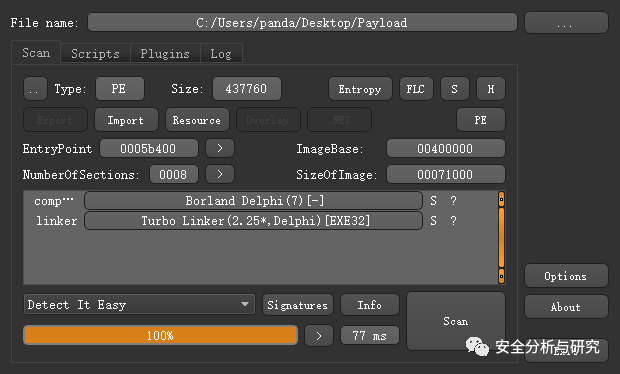 File name: C:/Users/panda/Desktop/Payload ...
Scan Scripts Plugins Log
.. Type: PE Size: 437760 Entropy FLC S H
Export Import Resource Overlay .NET PE
EntryPoint 0005b400 > ImageBase: 00400000
NumberOfSections: 0008 > SizeOfImage: 00071000
comp··· Borland Delphi(7)[-] S ?
linker Turbo Linker(2.25*,Delphi)[EXE32] S ?
Options
Detect It Easy Signatures Info Scan About
100% > 77 ms
安全分析与研究